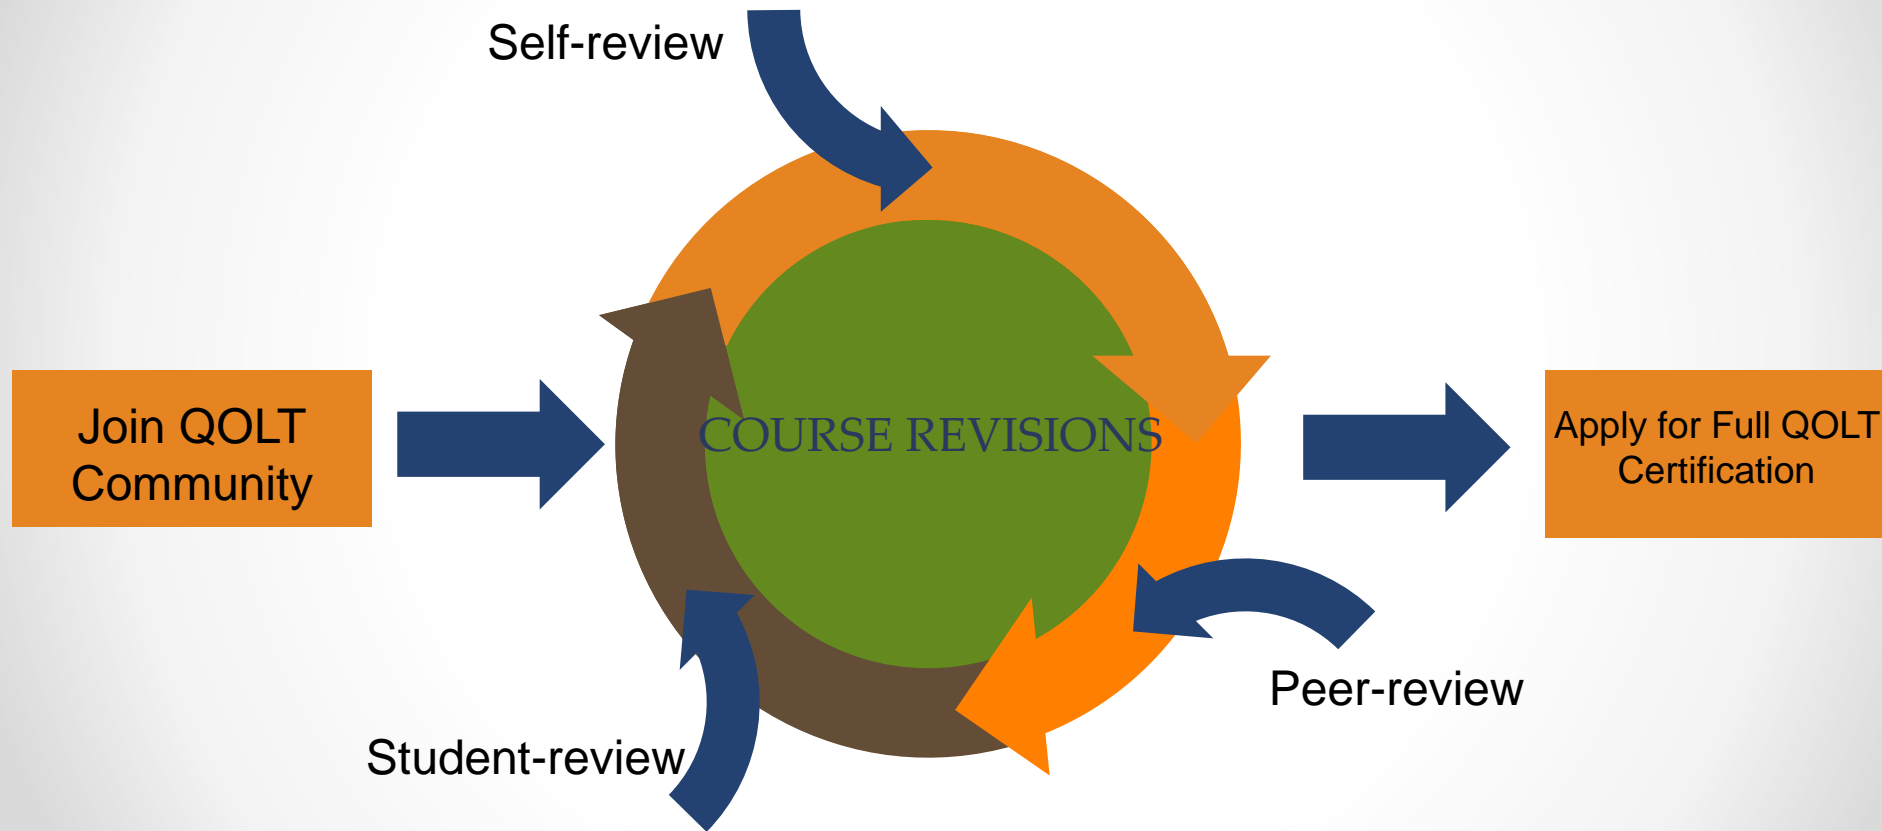 Self-review
Join QOLT
Community
COURSE REVISIONS
Apply for Full QOLT
Certification
Peer-review
Student-review